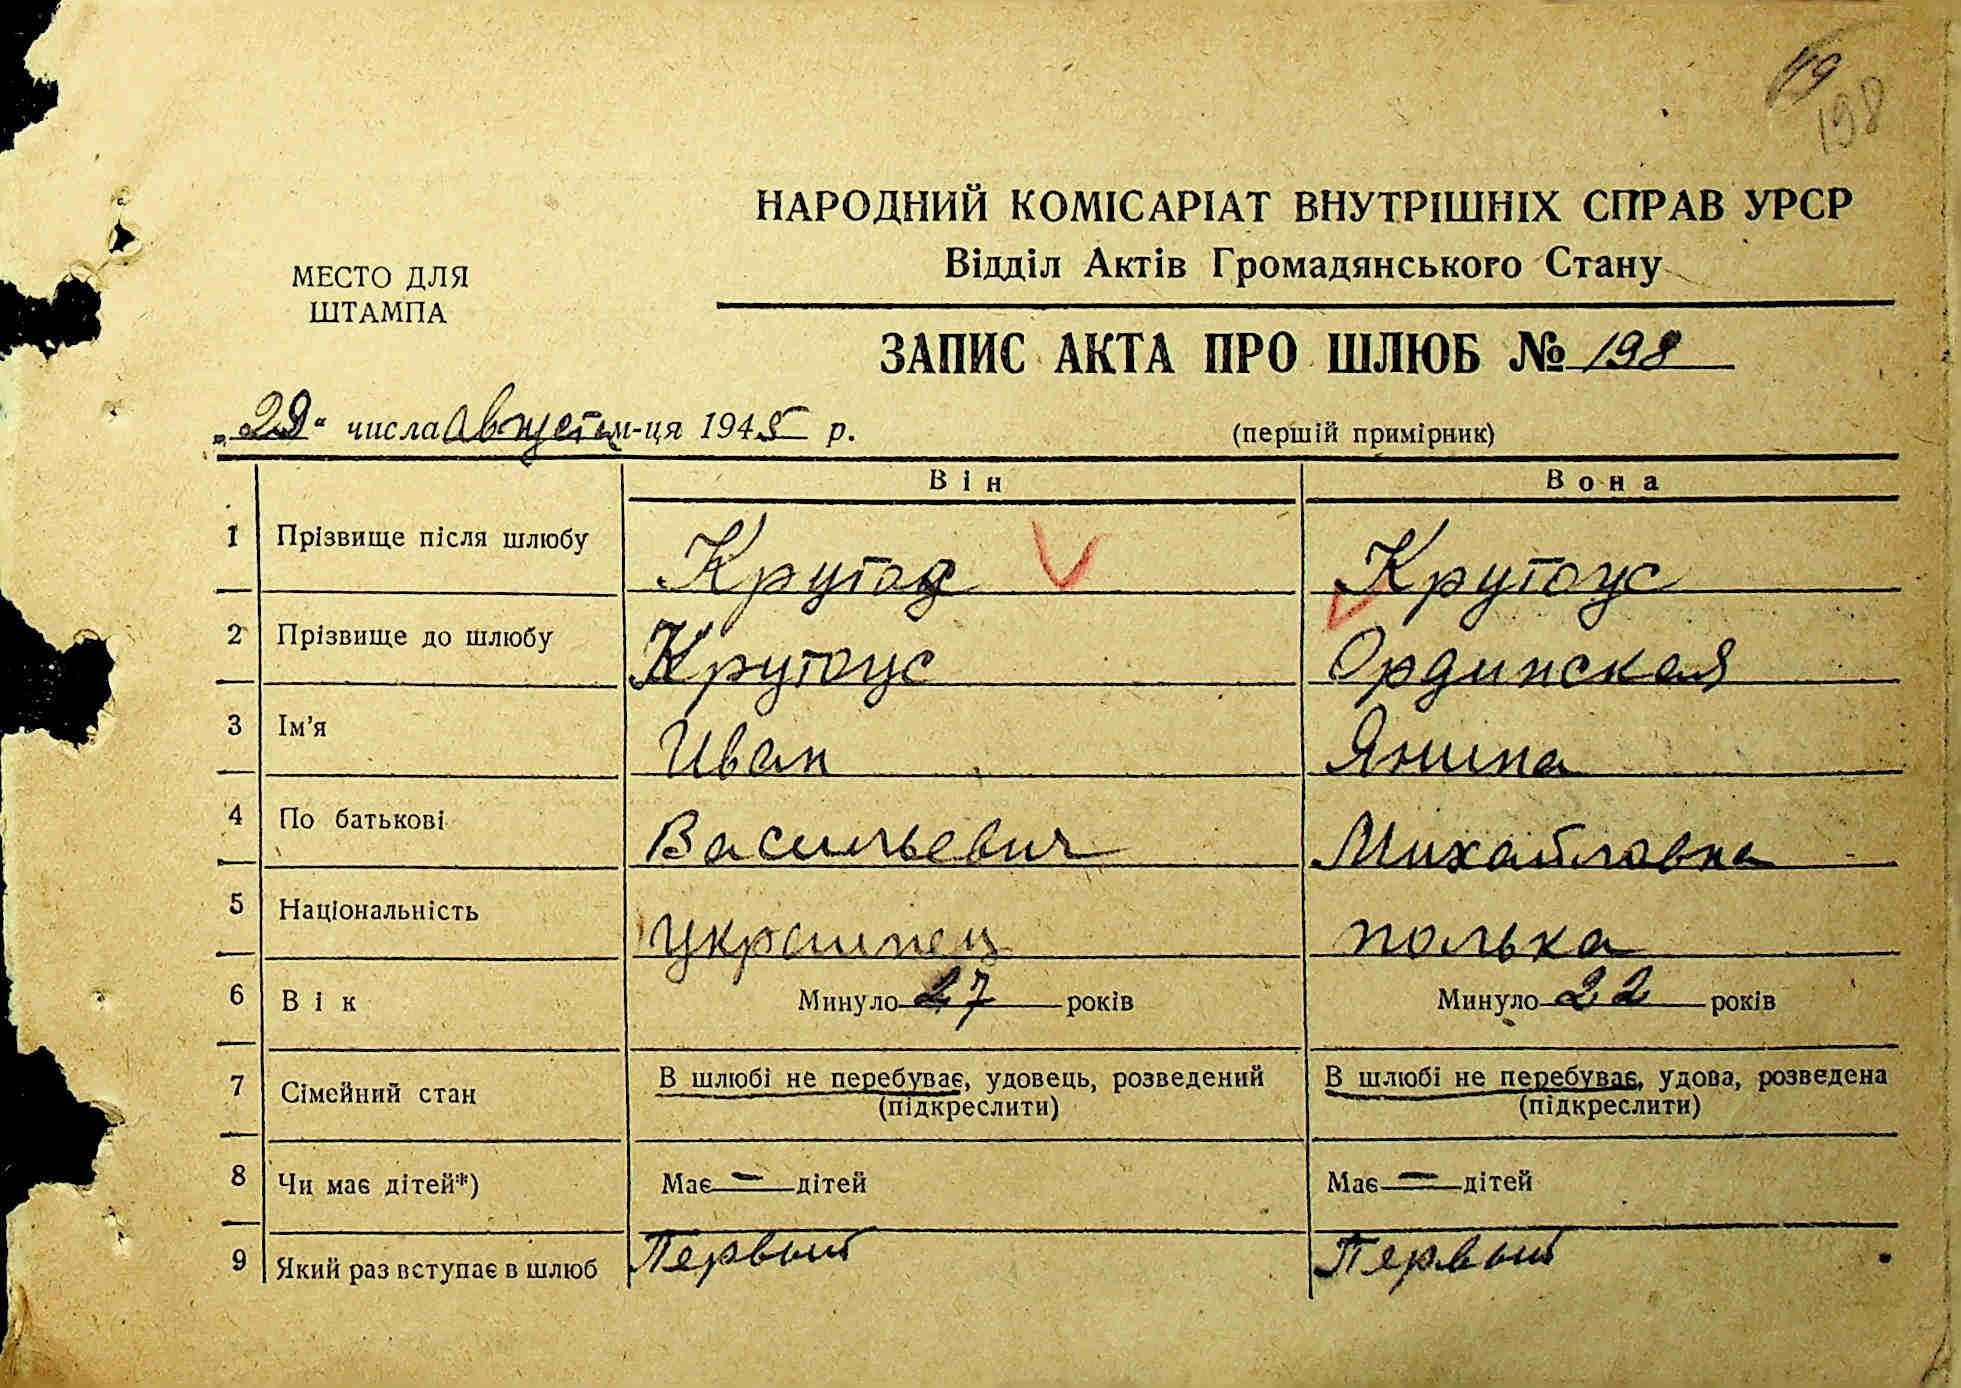 198
НАРОДНИЙ КОМІСАРІАТ ВНУТРІШНІХ СПРАВ УРСР
Відділ Актів Громадянського Стану
МЕСТО ДЛЯ
ШТАМПА
ЗАПИС АКТА ПРО ШЛЮБ № 198
„29“ числа августа м-ця 1945 р.
(першій примірник)
Він Вона
1 Прізвище після шлюбу Крутоус Крутоус
2 Прізвище до шлюбу Крутоус Ординская
3 Ім’я Иван Янина
4 По батькові Васильевич Михайловна
5 Національність украинец полька
6 Вік Минуло 27 років Минуло 22 років
7 Сімейний стан В шлюбі не перебуває, удовець, розведений В шлюбі не перебуває, удова, розведена
(підкреслити) (підкреслити)
8 Чи має дітей*) Має — дітей Має — дітей
9 Який раз вступає в шлюб Первый Первый